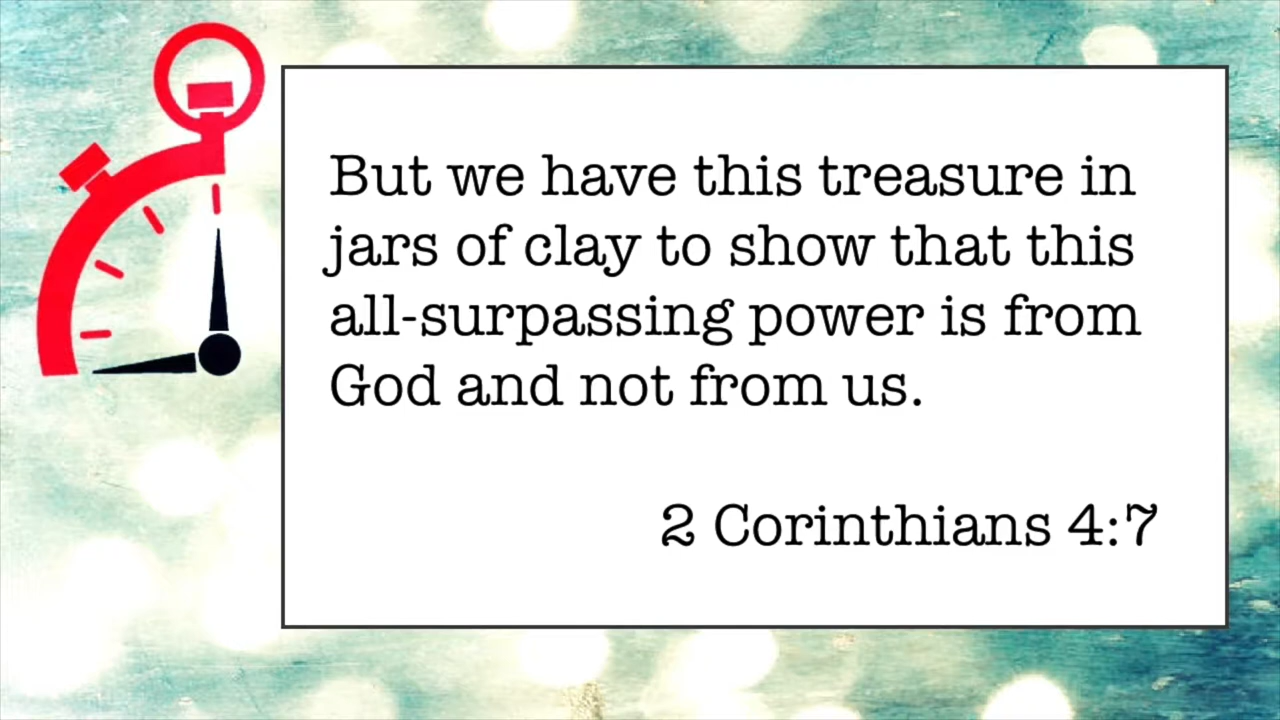 But we have this treasure in
jars of clay to show that this
all-surpassing power is from
God and not from us.
2 Corinthians 4:7